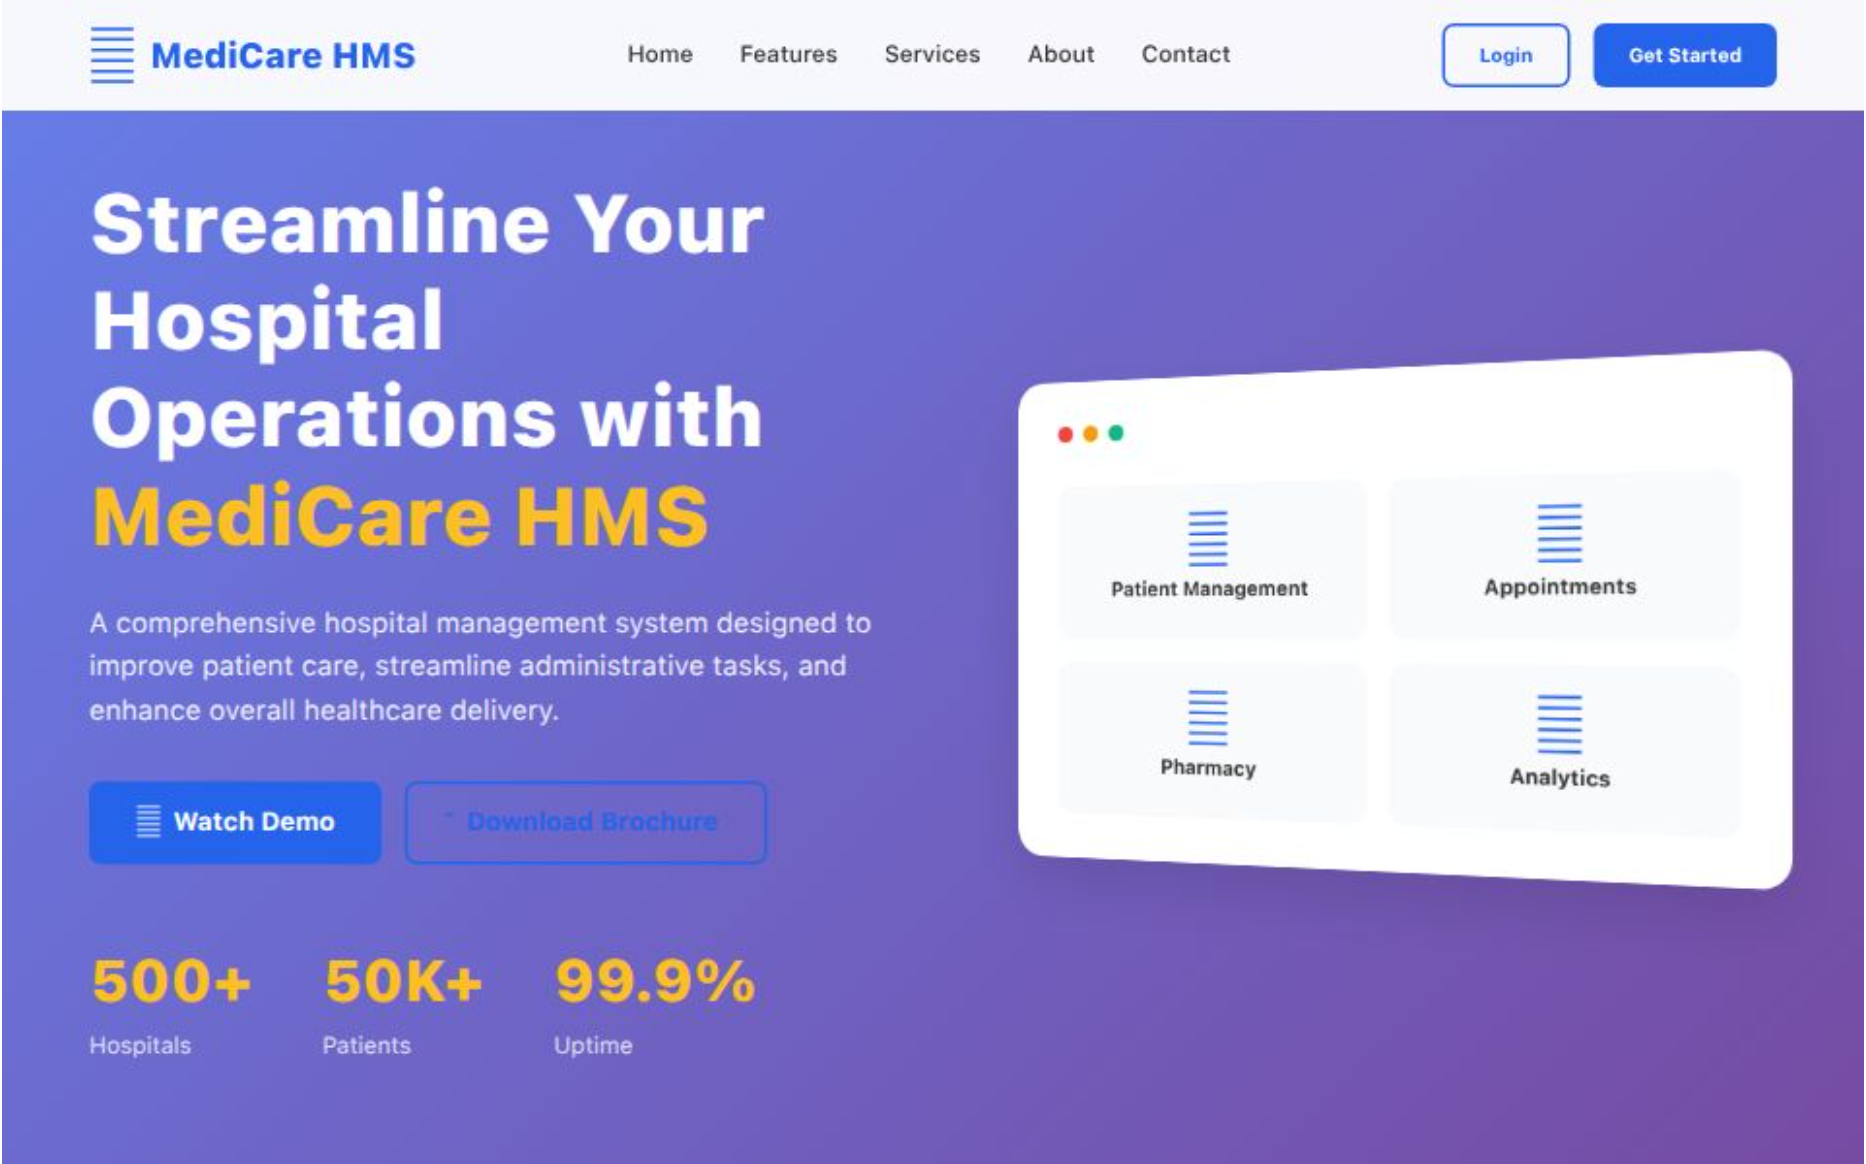 MediCare HMS
Home
Features
Services
About
Contact
Login
Get Started
Streamline Your
Hospital
Operations with
MediCare HMS
A comprehensive hospital management system designed to
improve patient care, streamline administrative tasks, and
enhance overall healthcare delivery.
Watch Demo
Download Brochure
500+
Hospitals
50K+
Patients
99.9%
Uptime
Patient Management
Appointments
Pharmacy
Analytics